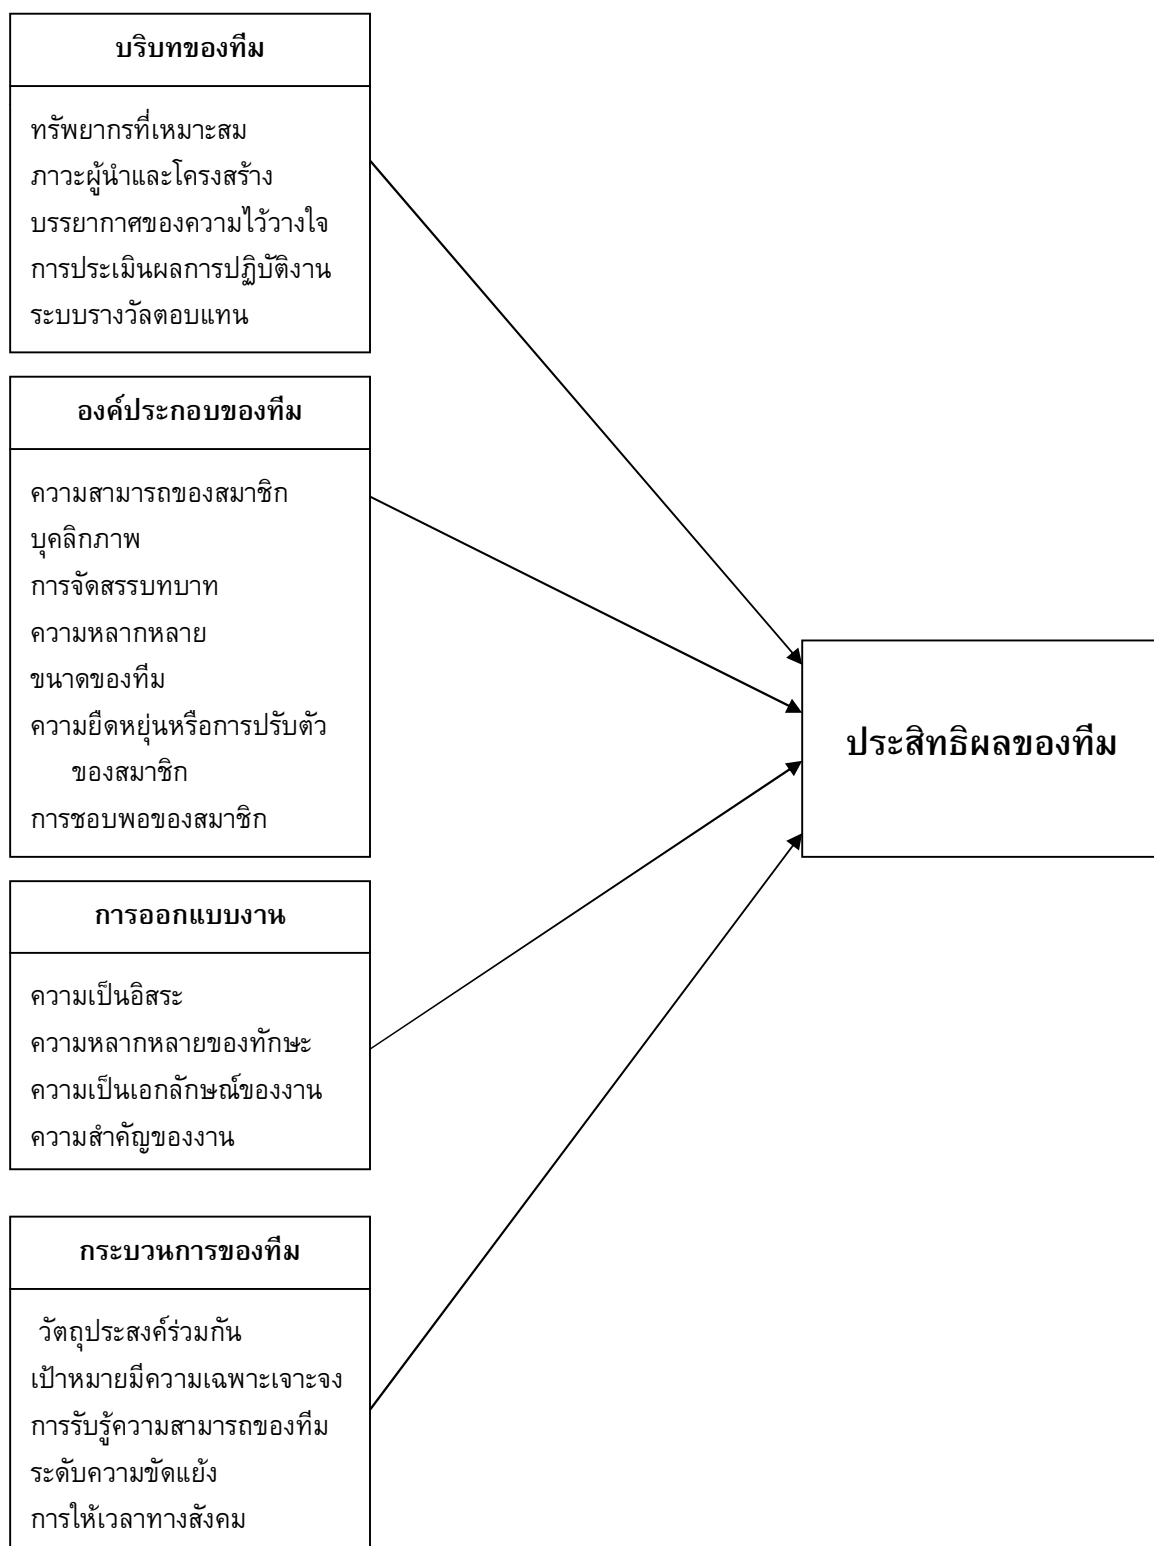 บริบทของทีม
ทรัพยากรที่เหมาะสม
ภาวะผู้นำและโครงสร้าง
บรรยากาศของความไว้วางใจ
การประเมินผลการปฏิบัติงาน
ระบบรางวัลตอบแทน
องค์ประกอบของทีม
ความสามารถของสมาชิก
บุคลิกภาพ
การจัดสรรบทบาท
ความหลากหลาย
ขนาดของทีม
ความยืดหยุ่นหรือการปรับตัว
ของสมาชิก
การชอบพอของสมาชิก
การออกแบบงาน
ความเป็นอิสระ
ความหลากหลายของทักษะ
ความเป็นเอกลักษณ์ของงาน
ความสำคัญของงาน
กระบวนการของทีม
วัตถุประสงค์ร่วมกัน
เป้าหมายมีความเฉพาะเจาะจง
การรับรู้ความสามารถของทีม
ระดับความขัดแย้ง
การให้เวลาทางสังคม
ประสิทธิผลของทีม